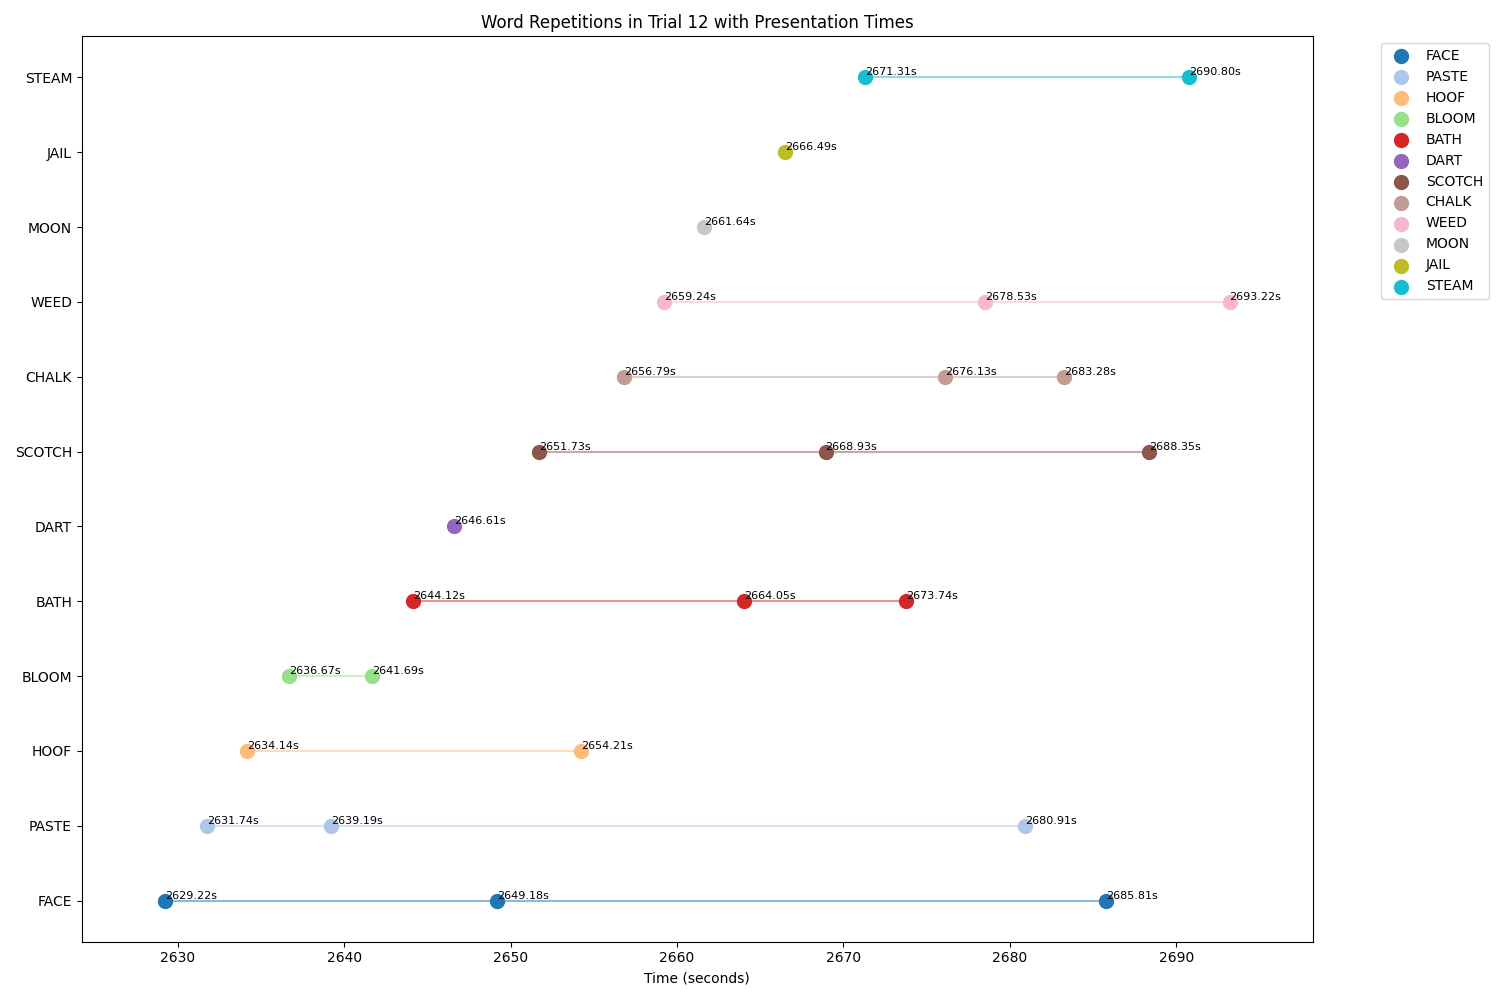 Word Repetitions in Trial 12 with Presentation Times
STEAM
2671.31s
2690.80s
JAIL
2666.49s
MOON
2661.64s
WEED
2659.24s
2678.53s
2693.22s
CHALK
2656.79s
2676.13s
2683.28s
SCOTCH
2651.73s
2668.93s
2688.35s
DART
2646.61s
BATH
2644.12s
2664.05s
2673.74s
BLOOM
2636.67s
2641.69s
HOOF
2634.14s
2654.21s
PASTE
2631.74s
2639.19s
2680.91s
FACE
2629.22s
2649.18s
2685.81s
2630
2640
2650
2660
2670
2680
2690
Time (seconds)
FACE
PASTE
HOOF
BLOOM
BATH
DART
SCOTCH
CHALK
WEED
MOON
JAIL
STEAM